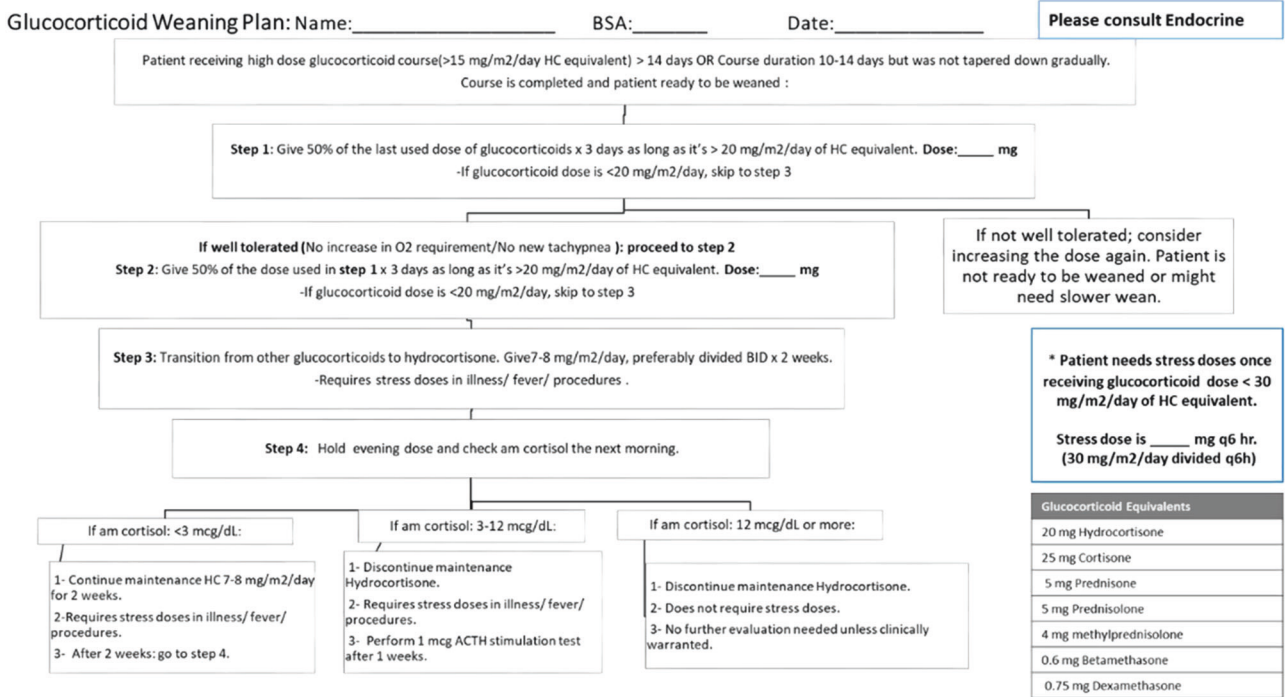 Glucocorticoid Weaning Plan: Name:____________________ BSA:_______ Date:_______________
Please consult Endocrine
Patient receiving high dose glucocorticoid course(>15 mg/m2/day HC equivalent) > 14 days OR Course duration 10-14 days but was not tapered down gradually.
Course is completed and patient ready to be weaned :
Step 1: Give 50% of the last used dose of glucocorticoids x 3 days as long as it's > 20 mg/m2/day of HC equivalent. Dose:_____ mg
-If glucocorticoid dose is <20 mg/m2/day, skip to step 3
If well tolerated (No increase in O2 requirement/No new tachypnea ): proceed to step 2
Step 2: Give 50% of the dose used in step 1 x 3 days as long as it's >20 mg/m2/day of HC equivalent. Dose:_____ mg
-If glucocorticoid dose is <20 mg/m2/day, skip to step 3
If not well tolerated; consider
increasing the dose again. Patient is
not ready to be weaned or might
need slower wean.
Step 3: Transition from other glucocorticoids to hydrocortisone. Give7-8 mg/m2/day, preferably divided BID x 2 weeks.
-Requires stress doses in illness/ fever/ procedures .
* Patient needs stress doses once
receiving glucocorticoid dose < 30
mg/m2/day of HC equivalent.
Stress dose is _____ mg q6 hr.
(30 mg/m2/day divided q6h)
Step 4: Hold evening dose and check am cortisol the next morning.
If am cortisol: <3 mcg/dL:
1- Continue maintenance HC 7-8 mg/m2/day
for 2 weeks.
2-Requires stress doses in illness/ fever/
procedures.
3- After 2 weeks: go to step 4.
If am cortisol: 3-12 mcg/dL:
1- Discontinue maintenance
Hydrocortisone.
2- Requires stress doses in illness/ fever/
procedures.
3- Perform 1 mcg ACTH stimulation test
after 1 weeks.
If am cortisol: 12 mcg/dL or more:
1- Discontinue maintenance Hydrocortisone.
2- Does not require stress doses.
3- No further evaluation needed unless clinically
warranted.
Glucocorticoid Equivalents
20 mg Hydrocortisone
25 mg Cortisone
5 mg Prednisone
5 mg Prednisolone
4 mg methylprednisolone
0.6 mg Betamethasone
0.75 mg Dexamethasone